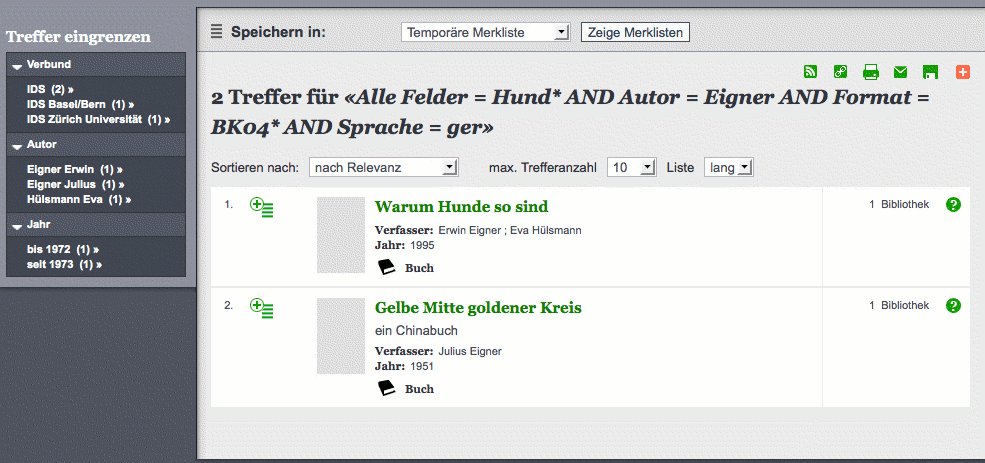 Treffer eingrenzen
Verbund
IDS (2) »
IDS Basel/Bern (1) »
IDS Zürich Universität (1) »
Autor
Eigner Erwin (1) »
Eigner Julius (1) »
Hülsmann Eva (1) »
Jahr
bis 1972 (1) »
seit 1973 (1) »
Speichern in: Temporäre Merkliste Zeige Merklisten
2 Treffer für «Alle Felder = Hund* AND Autor = Eigner AND Format =
BK04* AND Sprache = ger»
Sortieren nach: nach Relevanz max. Trefferanzahl 10 Liste lang
1. Warum Hunde so sind 1 Bibliothek ?
Verfasser: Erwin Eigner ; Eva Hülsmann
Jahr: 1995
Buch
2. Gelbe Mitte goldener Kreis 1 Bibliothek ?
ein Chinabuch
Verfasser: Julius Eigner
Jahr: 1951
Buch